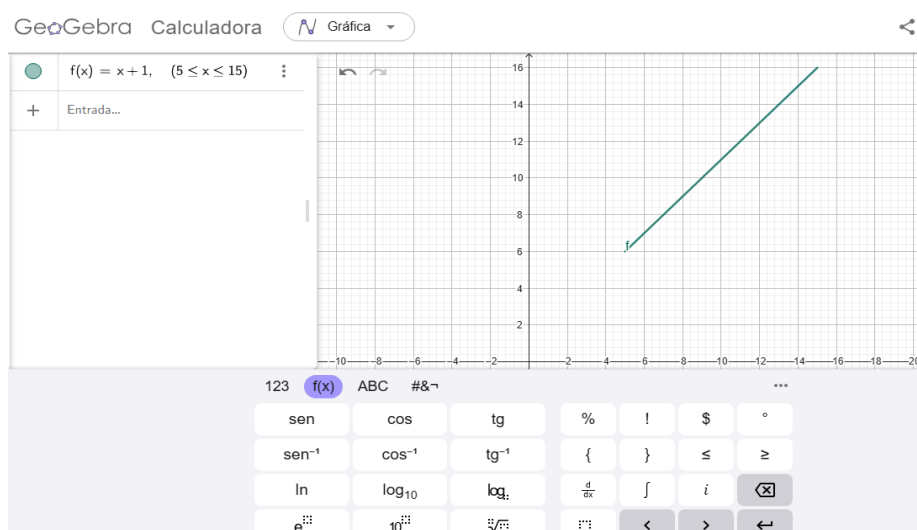 GeoGebra Calculadora Gráfica
f(x) = x + 1, (5 ≤ x ≤ 15)
Entrada...
16
14
12
10
8
f
6
4
2
-10 -8 -6 -4 -2 2 4 6 8 10 12 14 16 18 20
123 f(x) ABC #&¬
sen cos tg % ! $ °
sen⁻¹ cos⁻¹ tg⁻¹ { } ≤ ≥
ln log₁₀ log d/dx ∫ i
e 10 √ < >